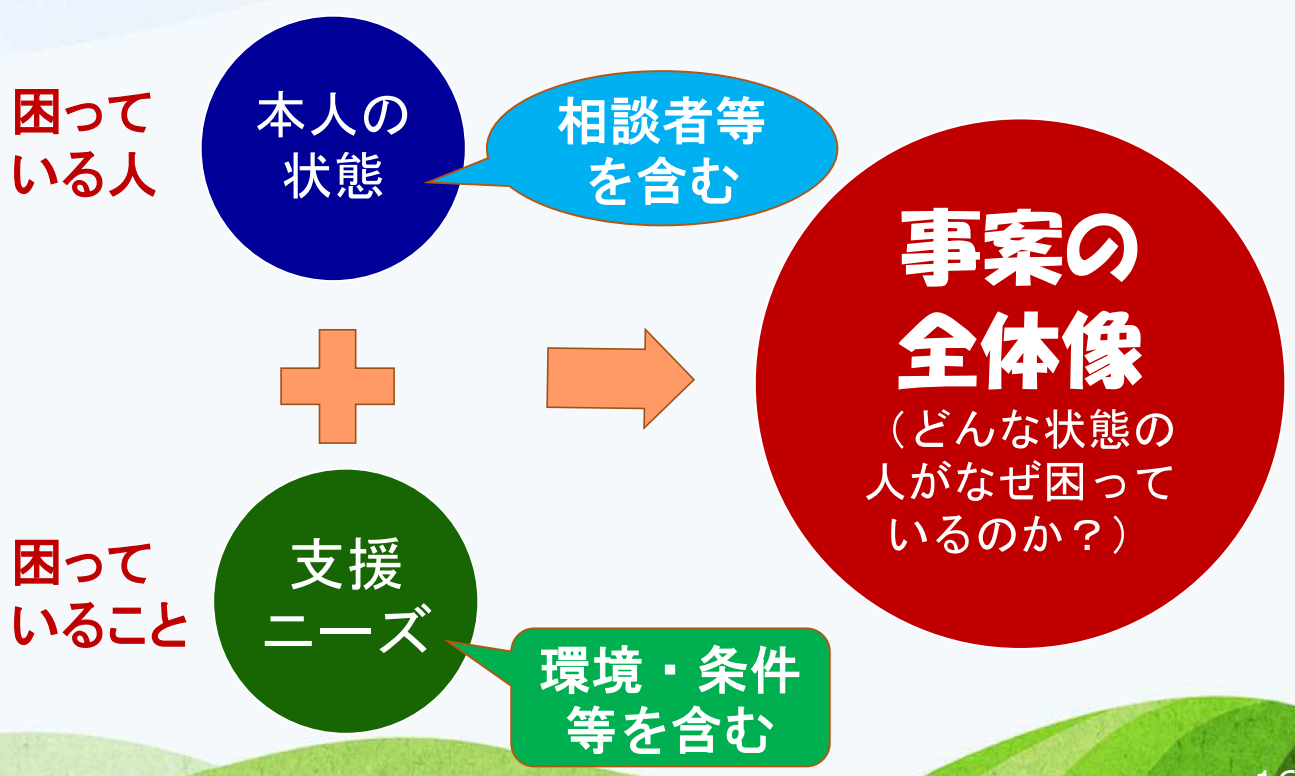 困って
いる人
本人の
状態
相談者等
を含む
事案の
全体像
（どんな状態の
人がなぜ困って
いるのか？）
困って
いること
支援
ニーズ
環境・条件
等を含む